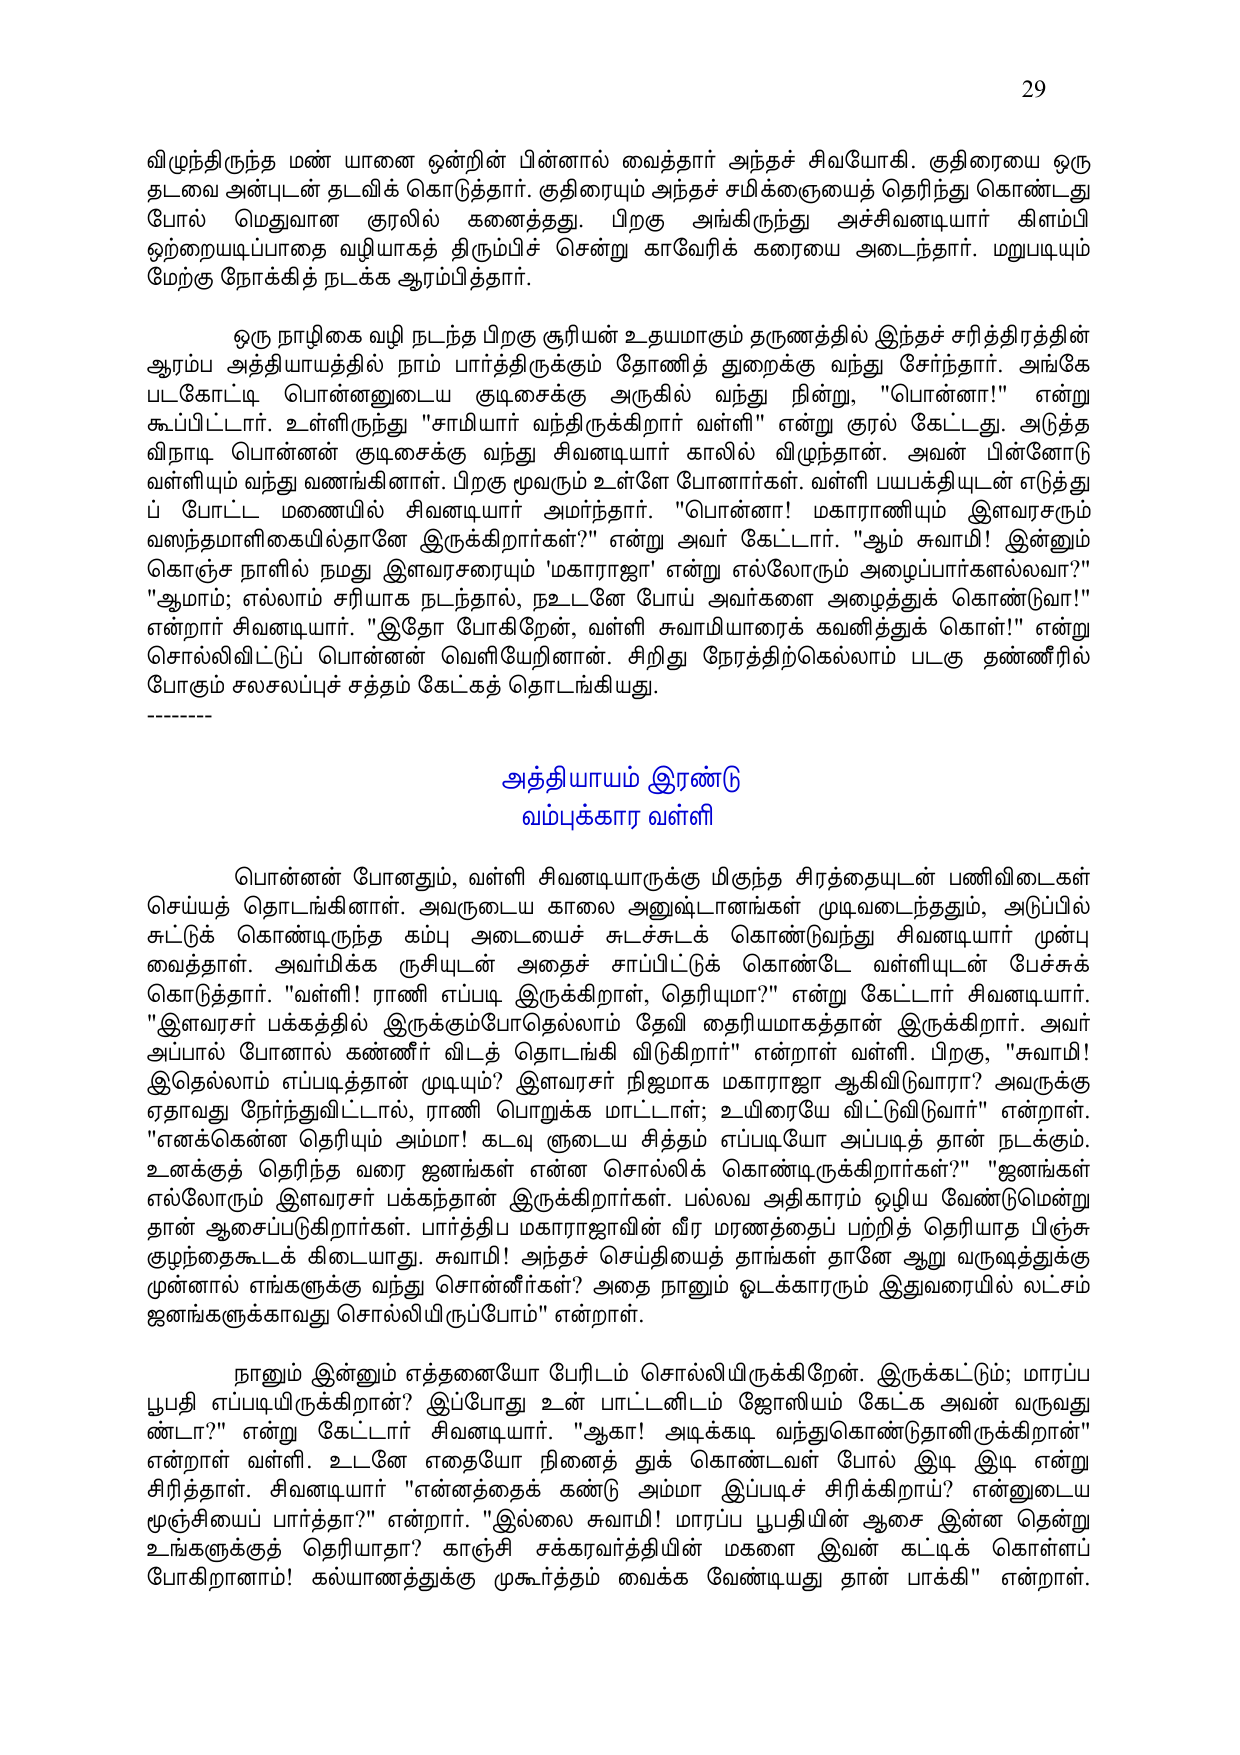 29
விழுந்திருந்த மண் யானை ஒன்றின் பின்னால் வைத்தார் அந்தச் சிவயோகி. குதிரையை ஒரு
தடவை அன்புடன் தடவிக் கொடுத்தார். குதிரையும் அந்தச் சமிக்ஞையைத் தெரிந்து கொண்டது
போல் மெதுவான குரலில் கனைத்தது. பிறகு அங்கிருந்து அச்சிவனடியார் கிளம்பி
ஒற்றையடிப்பாதை வழியாகத் திரும்பிச் சென்று காவேரிக் கரையை அடைந்தார். மறுபடியும்
மேற்கு நோக்கித் நடக்க ஆரம்பித்தார்.
ஒரு நாழிகை வழி நடந்த பிறகு சூரியன் உதயமாகும் தருணத்தில் இந்தச் சரித்திரத்தின்
ஆரம்ப அத்தியாயத்தில் நாம் பார்த்திருக்கும் தோணித் துறைக்கு வந்து சேர்ந்தார். அங்கே
படகோட்டி பொன்னனுடைய குடிசைக்கு அருகில் வந்து நின்று, "பொன்னா!" என்று
கூப்பிட்டார். உள்ளிருந்து "சாமியார் வந்திருக்கிறார் வள்ளி" என்று குரல் கேட்டது. அடுத்த
விநாடி பொன்னன் குடிசைக்கு வந்து சிவனடியார் காலில் விழுந்தான். அவன் பின்னோடு
வள்ளியும் வந்து வணங்கினாள். பிறகு மூவரும் உள்ளே போனார்கள். வள்ளி பயபக்தியுடன் எடுத்து
ப் போட்ட மணையில் சிவனடியார் அமர்ந்தார். "பொன்னா! மகாராணியும் இளவரசரும்
வஸந்தமாளிகையில்தானே இருக்கிறார்கள்?" என்று அவர் கேட்டார். "ஆம் சுவாமி! இன்னும்
கொஞ்ச நாளில் நமது இளவரசரையும் 'மகாராஜா' என்று எல்லோரும் அழைப்பார்களல்லவா?"
"ஆமாம்; எல்லாம் சரியாக நடந்தால், நஉடனே போய் அவர்களை அழைத்துக் கொண்டுவா!"
என்றார் சிவனடியார். "இதோ போகிறேன், வள்ளி சுவாமியாரைக் கவனித்துக் கொள்!" என்று
சொல்லிவிட்டுப் பொன்னன் வெளியேறினான். சிறிது நேரத்திற்கெல்லாம் படகு தண்ணீரில்
போகும் சலசலப்புச் சத்தம் கேட்கத் தொடங்கியது.
--------
அத்தியாயம் இரண்டு
வம்புக்கார வள்ளி
பொன்னன் போனதும், வள்ளி சிவனடியாருக்கு மிகுந்த சிரத்தையுடன் பணிவிடைகள்
செய்யத் தொடங்கினாள். அவருடைய காலை அனுஷ்டானங்கள் முடிவடைந்ததும், அடுப்பில்
சுட்டுக் கொண்டிருந்த கம்பு அடையைச் சுடச்சுடக் கொண்டுவந்து சிவனடியார் முன்பு
வைத்தாள். அவர்மிக்க ருசியுடன் அதைச் சாப்பிட்டுக் கொண்டே வள்ளியுடன் பேச்சுக்
கொடுத்தார். "வள்ளி! ராணி எப்படி இருக்கிறாள், தெரியுமா?" என்று கேட்டார் சிவனடியார்.
"இளவரசர் பக்கத்தில் இருக்கும்போதெல்லாம் தேவி தைரியமாகத்தான் இருக்கிறார். அவர்
அப்பால் போனால் கண்ணீர் விடத் தொடங்கி விடுகிறார்" என்றாள் வள்ளி. பிறகு, "சுவாமி!
இதெல்லாம் எப்படித்தான் முடியும்? இளவரசர் நிஜமாக மகாராஜா ஆகிவிடுவாரா? அவருக்கு
ஏதாவது நேர்ந்துவிட்டால், ராணி பொறுக்க மாட்டாள்; உயிரையே விட்டுவிடுவார்" என்றாள்.
"எனக்கென்ன தெரியும் அம்மா! கடவு ளுடைய சித்தம் எப்படியோ அப்படித் தான் நடக்கும்.
உனக்குத் தெரிந்த வரை ஜனங்கள் என்ன சொல்லிக் கொண்டிருக்கிறார்கள்?" "ஜனங்கள்
எல்லோரும் இளவரசர் பக்கந்தான் இருக்கிறார்கள். பல்லவ அதிகாரம் ஒழிய வேண்டுமென்று
தான் ஆசைப்படுகிறார்கள். பார்த்திப மகாராஜாவின் வீர மரணத்தைப் பற்றித் தெரியாத பிஞ்சு
குழந்தைகூடக் கிடையாது. சுவாமி! அந்தச் செய்தியைத் தாங்கள் தானே ஆறு வருஷத்துக்கு
முன்னால் எங்களுக்கு வந்து சொன்னீர்கள்? அதை நானும் ஓடக்காரரும் இதுவரையில் லட்சம்
ஜனங்களுக்காவது சொல்லியிருப்போம்" என்றாள்.
நானும் இன்னும் எத்தனையோ பேரிடம் சொல்லியிருக்கிறேன். இருக்கட்டும்; மாரப்ப
பூபதி எப்படியிருக்கிறான்? இப்போது உன் பாட்டனிடம் ஜோஸியம் கேட்க அவன் வருவது
ண்டா?" என்று கேட்டார் சிவனடியார். "ஆகா! அடிக்கடி வந்துகொண்டுதானிருக்கிறான்"
என்றாள் வள்ளி. உடனே எதையோ நினைத் துக் கொண்டவள் போல் இடி இடி என்று
சிரித்தாள். சிவனடியார் "என்னத்தைக் கண்டு அம்மா இப்படிச் சிரிக்கிறாய்? என்னுடைய
மூஞ்சியைப் பார்த்தா?" என்றார். "இல்லை சுவாமி! மாரப்ப பூபதியின் ஆசை இன்ன தென்று
உங்களுக்குத் தெரியாதா? காஞ்சி சக்கரவர்த்தியின் மகளை இவன் கட்டிக் கொள்ளப்
போகிறானாம்! கல்யாணத்துக்கு முகூர்த்தம் வைக்க வேண்டியது தான் பாக்கி" என்றாள்.